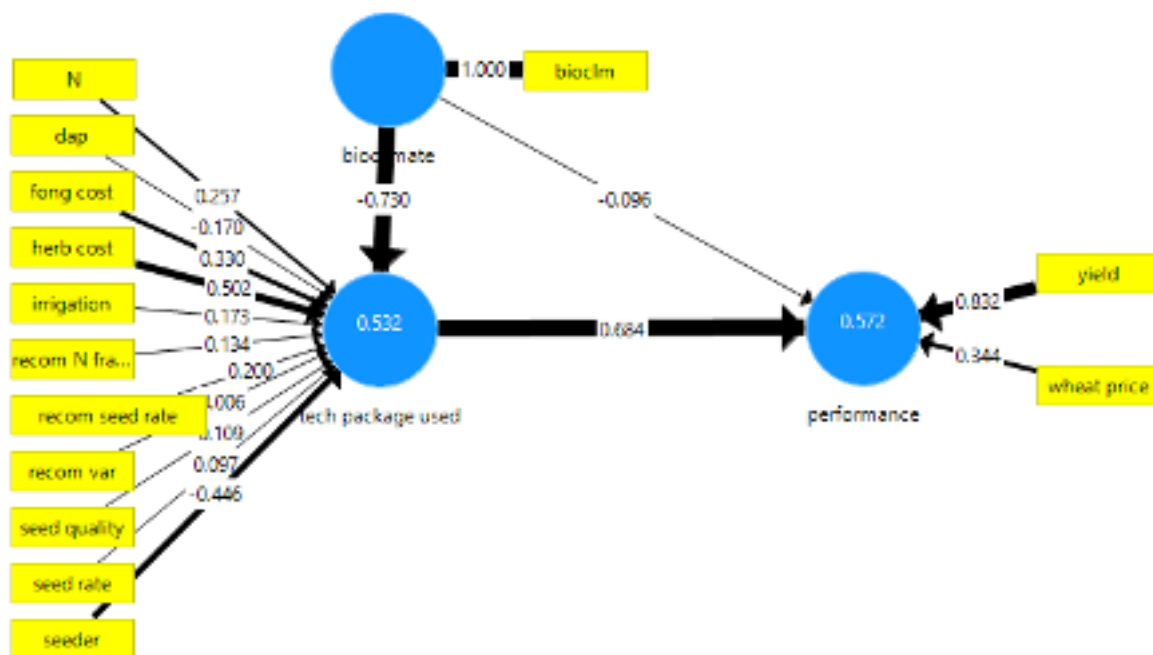 N
dap
fong cost
herb cost
irrigation
recom N fra...
recom seed rate
recom var
seed quality
seed rate
seeder
0.257
-0.170
0.330
0.502
0.173
0.134
0.200
.006
.109
0.097
-0.446
1.000
bioclm
-0.730
-0.096
0.532
tech package used
0.684
0.572
performance
0.832
yield
0.344
wheat price